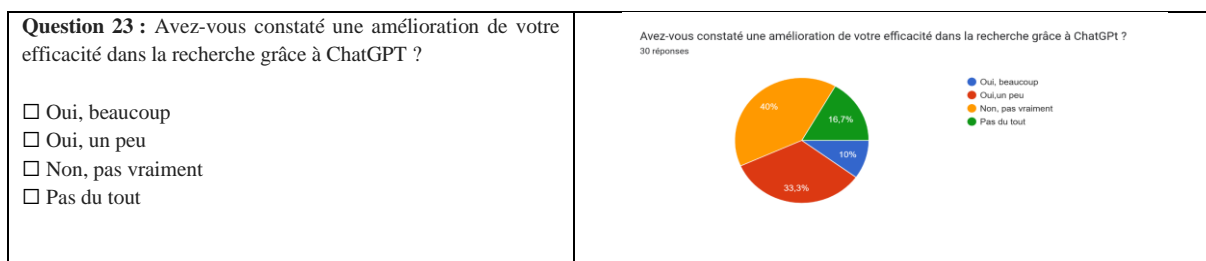 Question 23 : Avez-vous constaté une amélioration de votre
efficacité dans la recherche grâce à ChatGPT ?
☐ Oui, beaucoup
☐ Oui, un peu
☐ Non, pas vraiment
☐ Pas du tout
Avez-vous constaté une amélioration de votre efficacité dans la recherche grâce à ChatGPt ?
30 réponses
Oui, beaucoup
Oui,un peu
Non, pas vraiment
Pas du tout
40%
16,7%
10%
33,3%